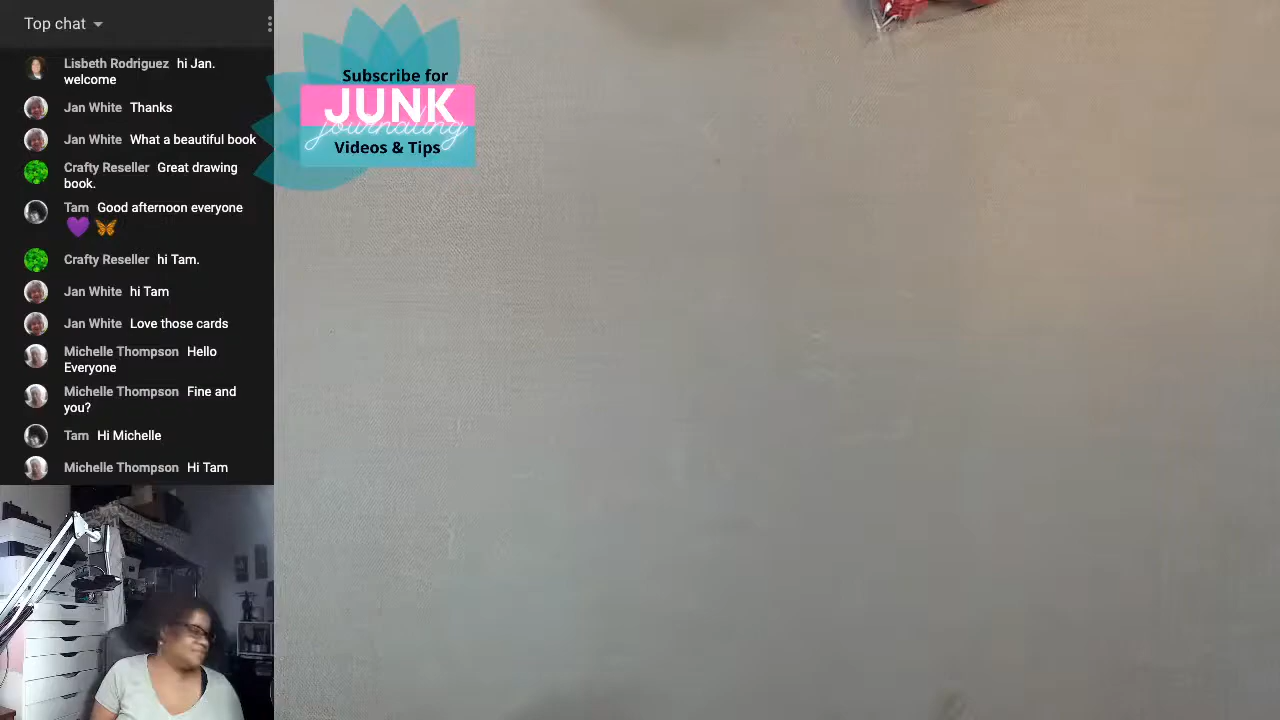 Top chat
Lisbeth Rodriguez hi Jan.
welcome
Jan White Thanks
Jan White What a beautiful book
Crafty Reseller Great drawing
book.
Tam Good afternoon everyone
💜 🦋
Crafty Reseller hi Tam.
Jan White hi Tam
Jan White Love those cards
Michelle Thompson Hello
Everyone
Michelle Thompson Fine and
you?
Tam Hi Michelle
Michelle Thompson Hi Tam
Subscribe for
JUNK
journaling
Videos & Tips